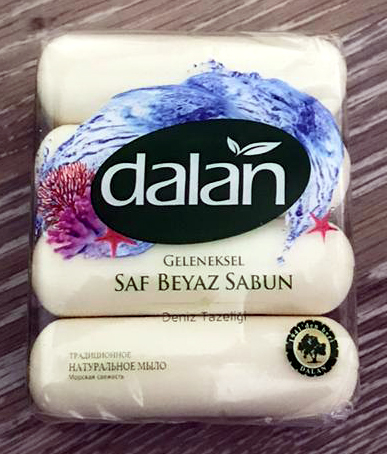 dalan
GELENEKSEL
SAF BEYAZ SABUN
Deniz Tazeliği
ТРАДИЦИОННОЕ
НАТУРАЛЬНОЕ МЫЛО
Морская свежесть
DALAN